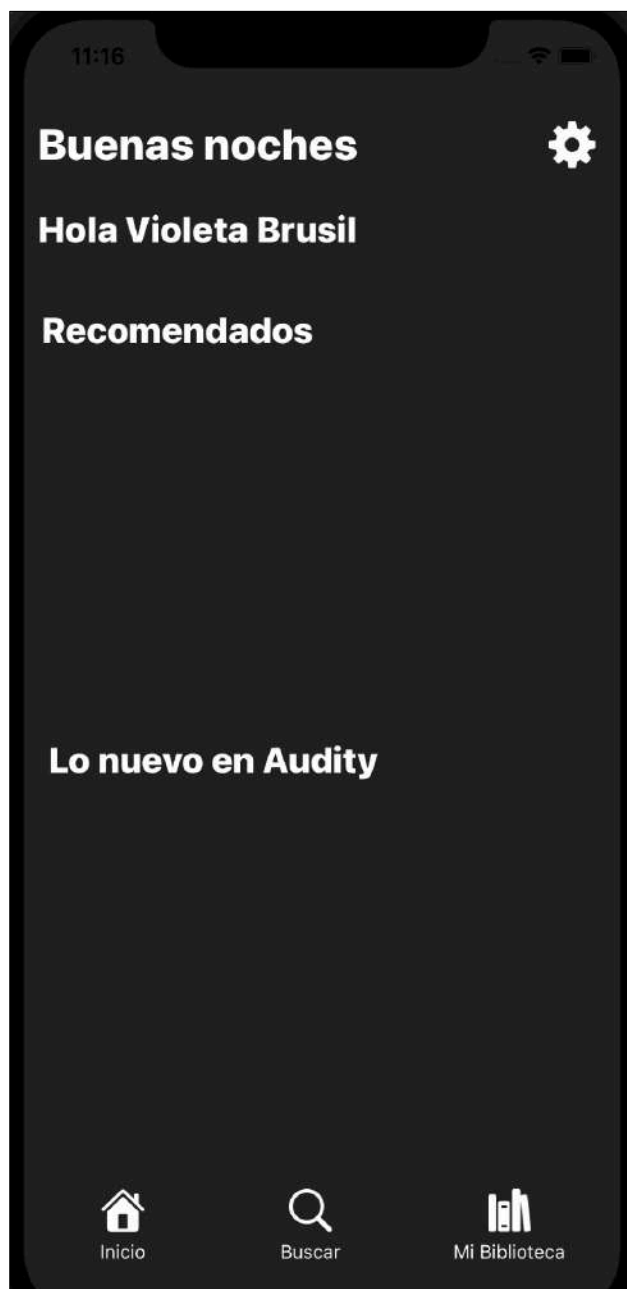 11:16
Buenas noches
Hola Violeta Brusil
Recomendados
Lo nuevo en Audity
Inicio
Buscar
Mi Biblioteca